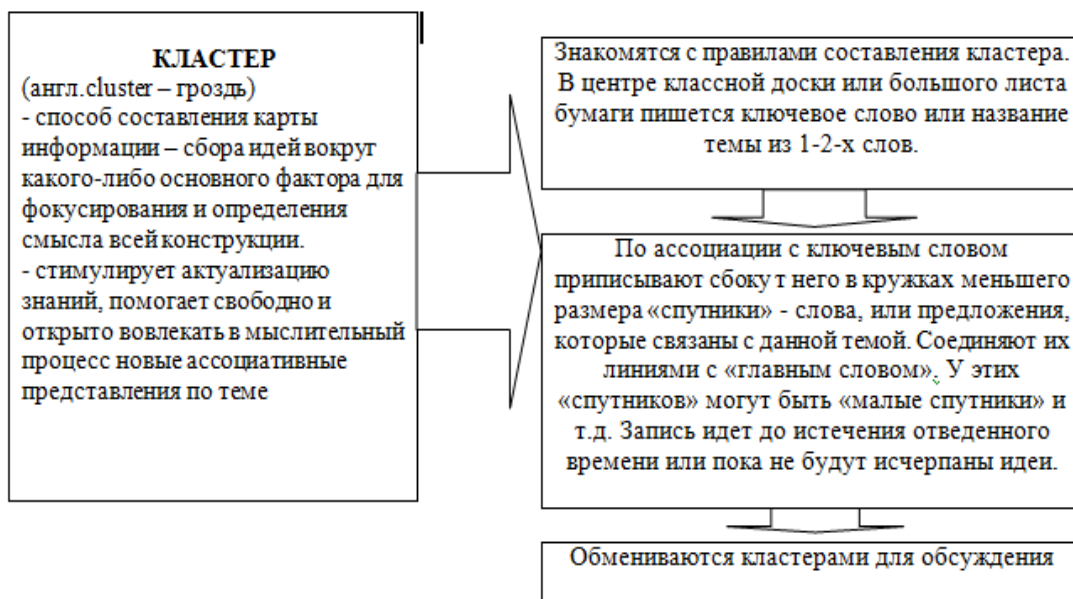 КЛАСТЕР
(англ.cluster – гроздь)
- способ составления карты
информации – сбора идей вокруг
какого-либо основного фактора для
фокусирования и определения
смысла всей конструкции.
- стимулирует актуализацию
знаний, помогает свободно и
открыто вовлекать в мыслительный
процесс новые ассоциативные
представления по теме
Знакомятся с правилами составления кластера.
В центре классной доски или большого листа
бумаги пишется ключевое слово или название
темы из 1-2-х слов.
По ассоциации с ключевым словом
приписывают сбоку т него в кружках меньшего
размера «спутники» - слова, или предложения,
которые связаны с данной темой. Соединяют их
линиями с «главным словом». У этих
«спутников» могут быть «малые спутники» и
т.д. Запись идет до истечения отведенного
времени или пока не будут исчерпаны идеи.
Обмениваются кластерами для обсуждения